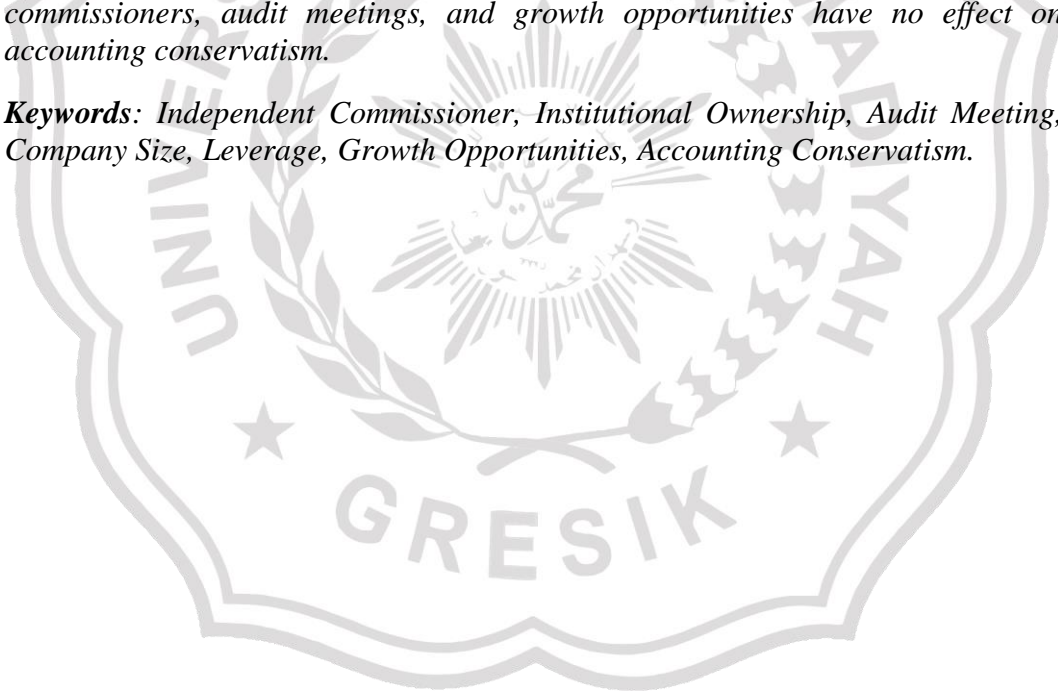 commissioners, audit meetings, and growth opportunities have no effect on
accounting conservatism.
Keywords: Independent Commissioner, Institutional Ownership, Audit Meeting,
Company Size, Leverage, Growth Opportunities, Accounting Conservatism.
GRESIK